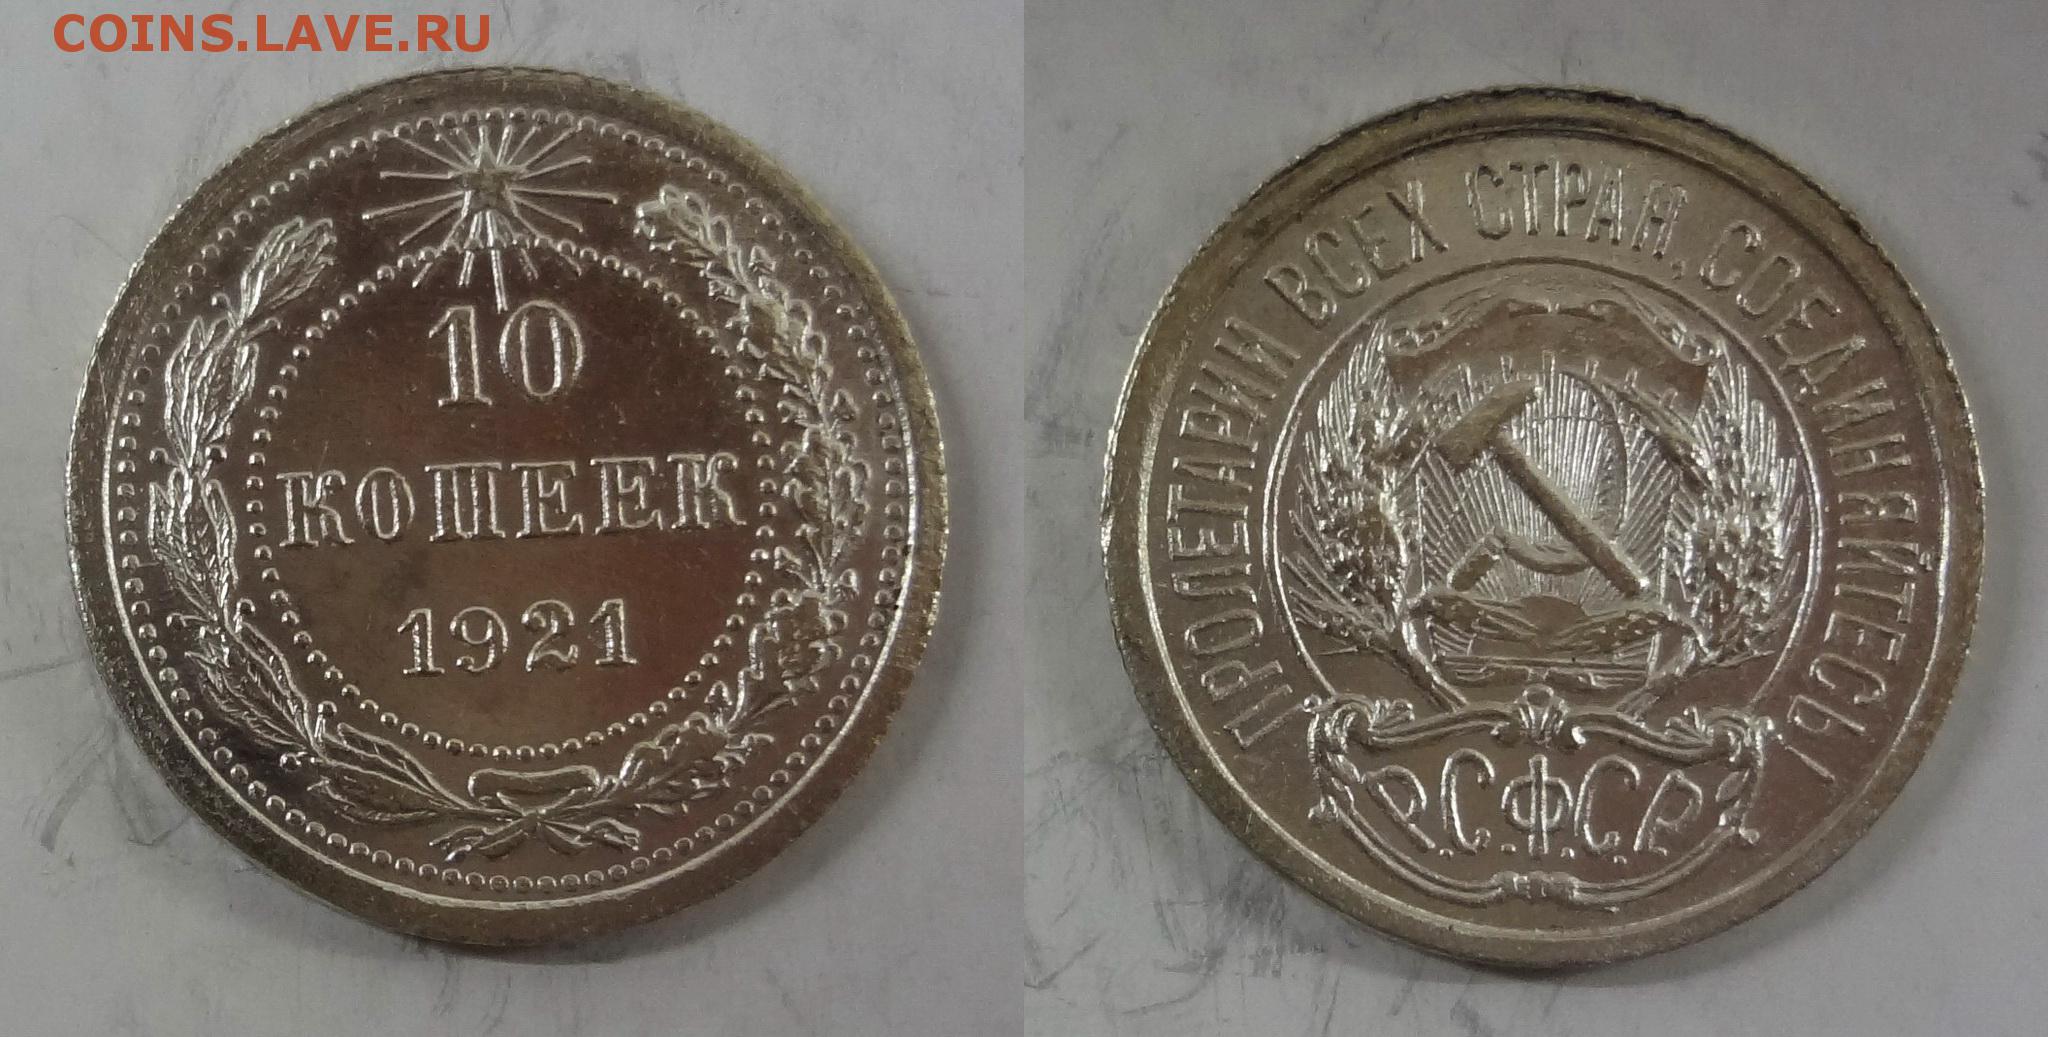 COINS.LAVE.RU
10
КОПЕЕК
1921
ПРОЛЕТАРИИ ВСЕХ СТРАН, СОЕДИНЯЙТЕСЬ!
Р.С.Ф.С.Р.